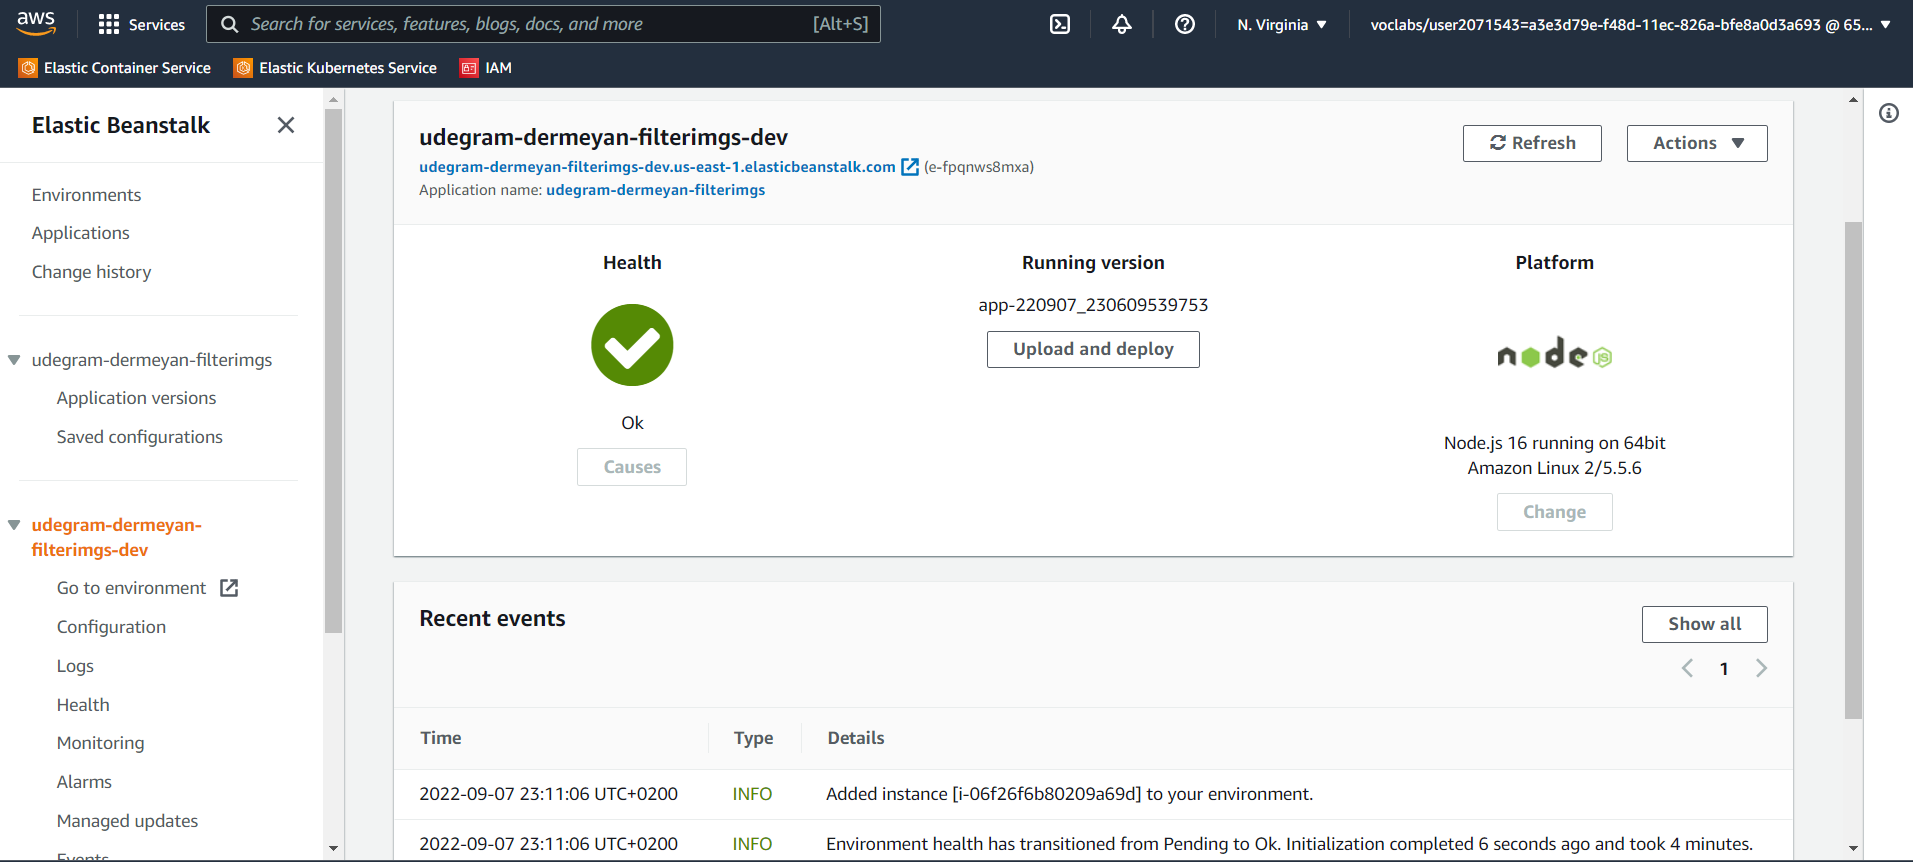 aws
Services
Search for services, features, blogs, docs, and more [Alt+S]
N. Virginia
voclabs/user2071543=a3e3d79e-f48d-11ec-826a-bfe8a0d3a693 @ 65...
Elastic Container Service
Elastic Kubernetes Service
IAM
Elastic Beanstalk
Environments
Applications
Change history
udegram-dermeyan-filterimgs
Application versions
Saved configurations
udegram-dermeyan-
filterimgs-dev
Go to environment
Configuration
Logs
Health
Monitoring
Alarms
Managed updates
Events
udegram-dermeyan-filterimgs-dev
udegram-dermeyan-filterimgs-dev.us-east-1.elasticbeanstalk.com (e-fpqnws8mxa)
Application name: udegram-dermeyan-filterimgs
Refresh
Actions
Health
Ok
Causes
Running version
app-220907_230609539753
Upload and deploy
Platform
node JS
Node.js 16 running on 64bit
Amazon Linux 2/5.5.6
Change
Recent events
Show all
1
Time Type Details
2022-09-07 23:11:06 UTC+0200 INFO Added instance [i-06f26f6b80209a69d] to your environment.
2022-09-07 23:11:06 UTC+0200 INFO Environment health has transitioned from Pending to Ok. Initialization completed 6 seconds ago and took 4 minutes.